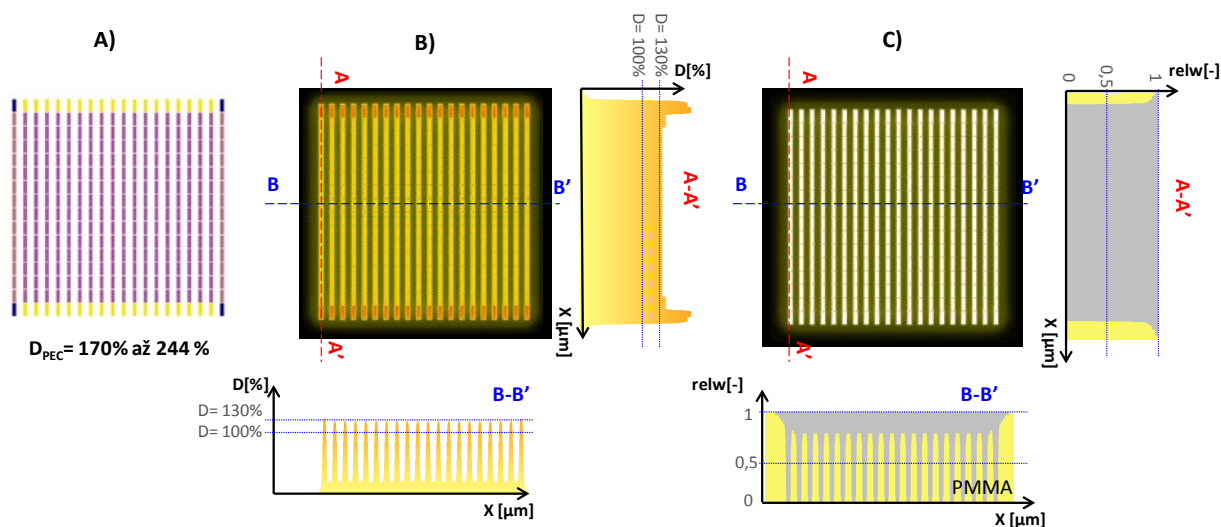 A)
D_PEC= 170% až 244 %
B)
A
B
B'
A'
D= 100%
D= 130%
D[%]
A-A'
X [µm]
D[%]
B-B'
D= 130%
D= 100%
X [µm]
C)
A
B
B'
A'
relw[-]
0
0,5
1
A-A'
X [µm]
relw[-]
B-B'
1
0,5
0
PMMA
X [µm]